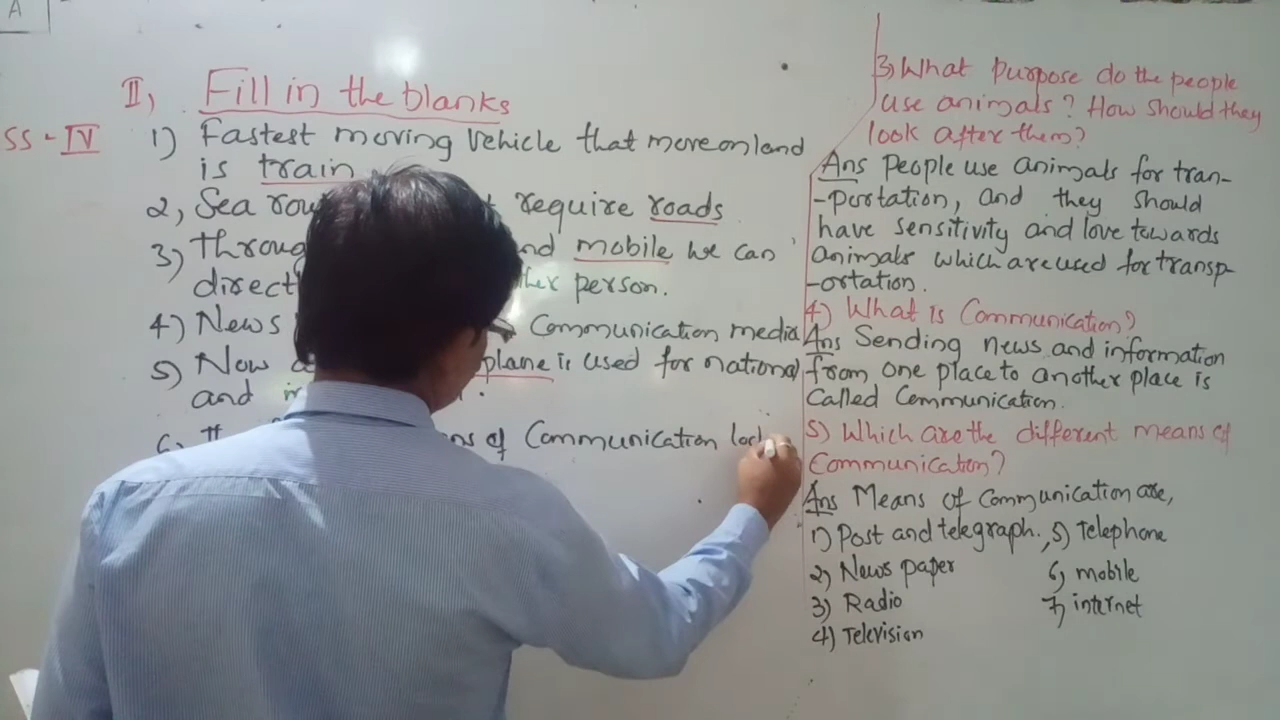 A
II, Fill in the blanks
SS - IV
1) Fastest moving vehicle that move on land
is train
2, Sea require roads
3) mobile we can
person.
4) News Communication media
5) Now plane is used for national
and
6, of Communication
3, What purpose do the people
use animals? How should they
look after them?
Ans People use animals for tran-
-portation, and they should
have sensitivity and love towards
animals which are used for transp-
-ortation.
4) What is Communication?
Ans Sending news and information
from one place to another place is
Called Communication.
5) Which are the different means of
Communication?
Ans Means of Communication are,
1) Post and telegraph., 5) Telephone
2) News paper 6, mobile
3) Radio 7, internet
4) Television